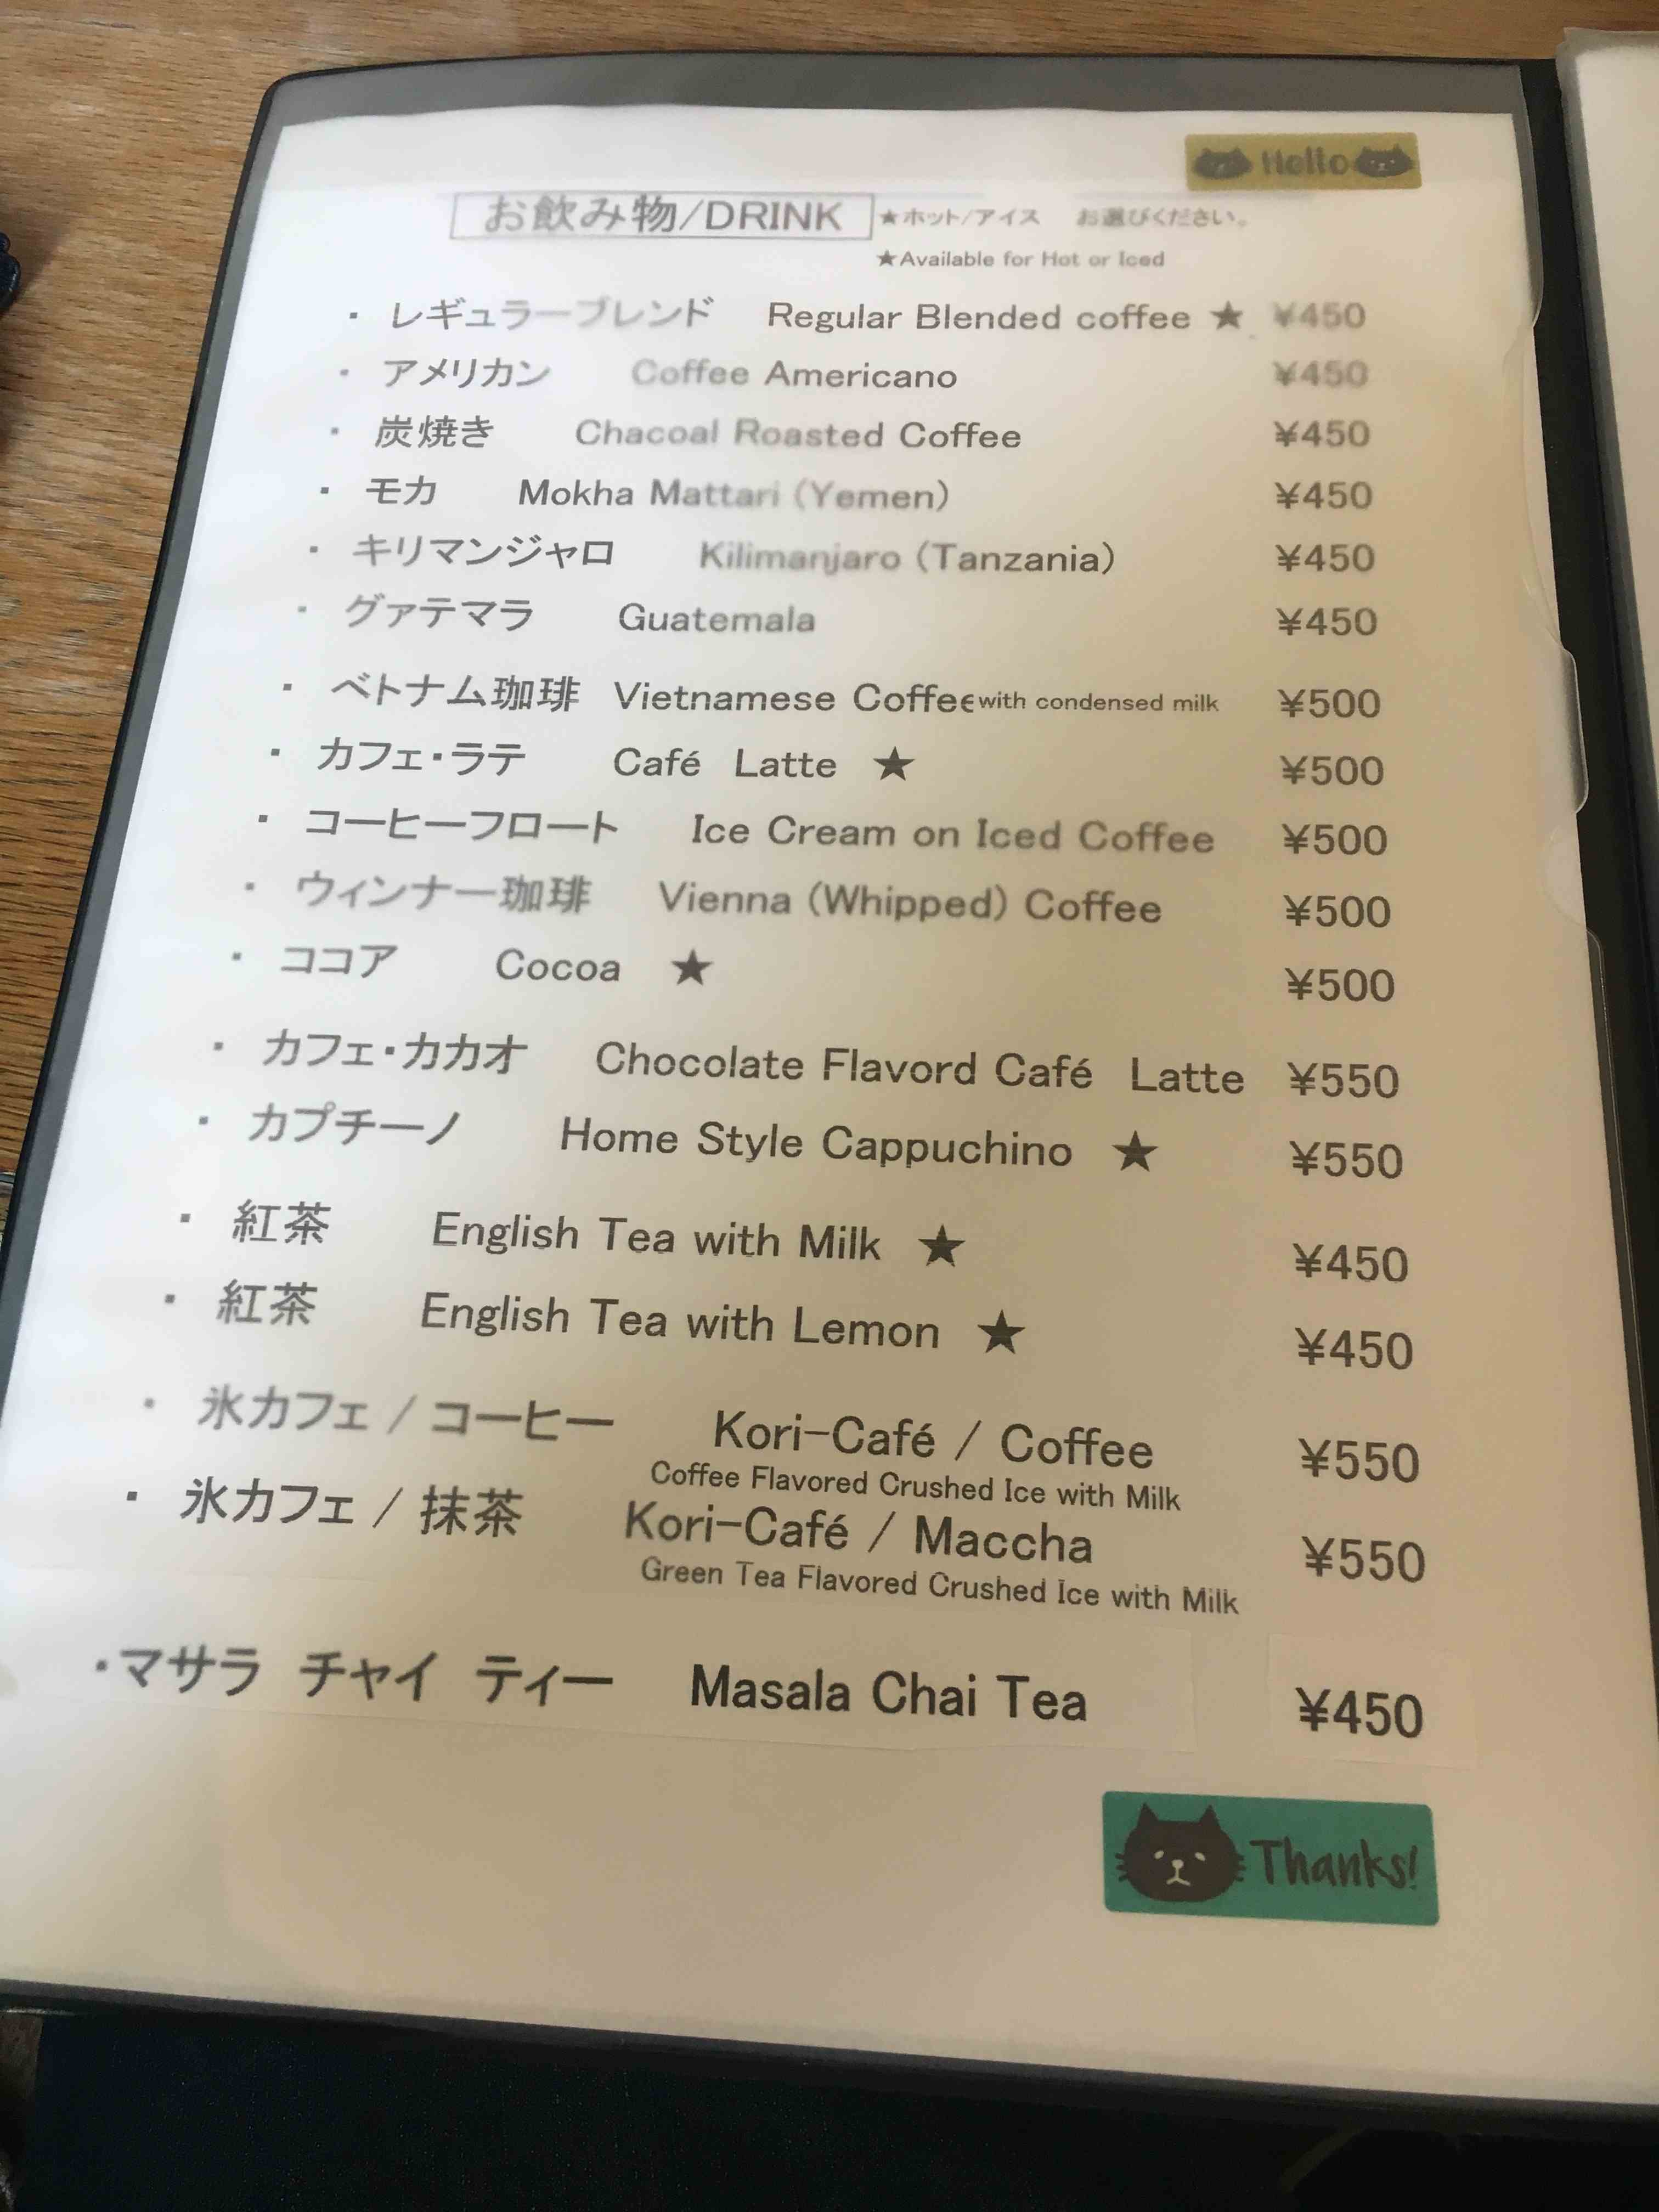 Hello
お飲み物/DRINK ★ホット/アイス お選びください。
★Available for Hot or Iced
・ レギュラーブレンド Regular Blended coffee ★ ¥450
・ アメリカン Coffee Americano ¥450
・ 炭焼き Chacoal Roasted Coffee ¥450
・ モカ Mokha Mattari (Yemen) ¥450
・ キリマンジャロ Kilimanjaro (Tanzania) ¥450
・ グァテマラ Guatemala ¥450
・ ベトナム珈琲 Vietnamese Coffee with condensed milk ¥500
・ カフェ・ラテ Café Latte ★ ¥500
・ コーヒーフロート Ice Cream on Iced Coffee ¥500
・ ウィンナー珈琲 Vienna (Whipped) Coffee ¥500
・ ココア Cocoa ★ ¥500
・ カフェ・カカオ Chocolate Flavord Café Latte ¥550
・ カプチーノ Home Style Cappuchino ★ ¥550
・ 紅茶 English Tea with Milk ★ ¥450
・ 紅茶 English Tea with Lemon ★ ¥450
・ 氷カフェ / コーヒー Kori-Café / Coffee ¥550
Coffee Flavored Crushed Ice with Milk
・ 氷カフェ / 抹茶 Kori-Café / Maccha ¥550
Green Tea Flavored Crushed Ice with Milk
・マサラ チャイ ティー Masala Chai Tea ¥450
Thanks!